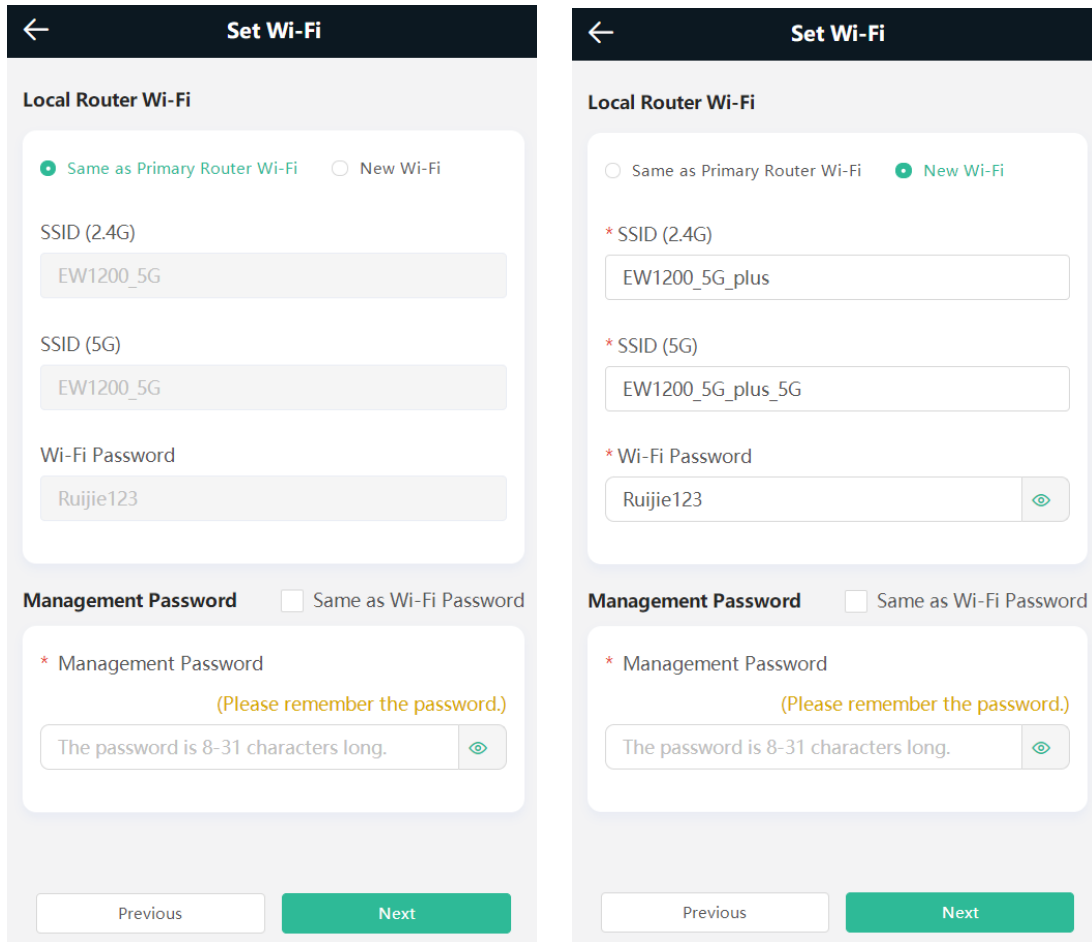 Set Wi-Fi
Local Router Wi-Fi
Same as Primary Router Wi-Fi New Wi-Fi
SSID (2.4G)
EW1200_5G
SSID (5G)
EW1200_5G
Wi-Fi Password
Ruijie123
Management Password Same as Wi-Fi Password
* Management Password
(Please remember the password.)
The password is 8-31 characters long.
Previous Next
Set Wi-Fi
Local Router Wi-Fi
Same as Primary Router Wi-Fi New Wi-Fi
* SSID (2.4G)
EW1200_5G_plus
* SSID (5G)
EW1200_5G_plus_5G
* Wi-Fi Password
Ruijie123
Management Password Same as Wi-Fi Password
* Management Password
(Please remember the password.)
The password is 8-31 characters long.
Previous Next